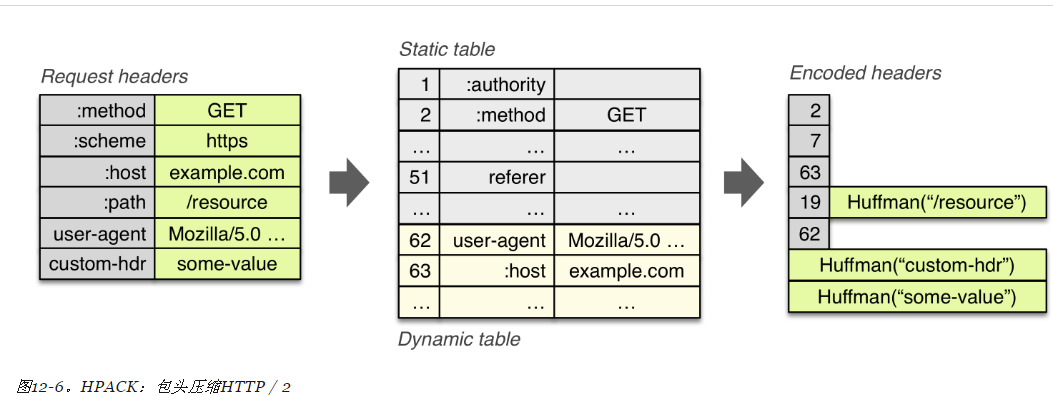 Request headers
:method GET
:scheme https
:host example.com
:path /resource
user-agent Mozilla/5.0 ...
custom-hdr some-value
Static table
1 :authority
2 :method GET
... ... ...
51 referer
... ... ...
62 user-agent Mozilla/5.0 ...
63 :host example.com
... ... ...
Dynamic table
Encoded headers
2
7
63
19 Huffman(“/resource”)
62
Huffman(“custom-hdr”)
Huffman(“some-value”)
图12-6。HPACK：包头压缩HTTP / 2